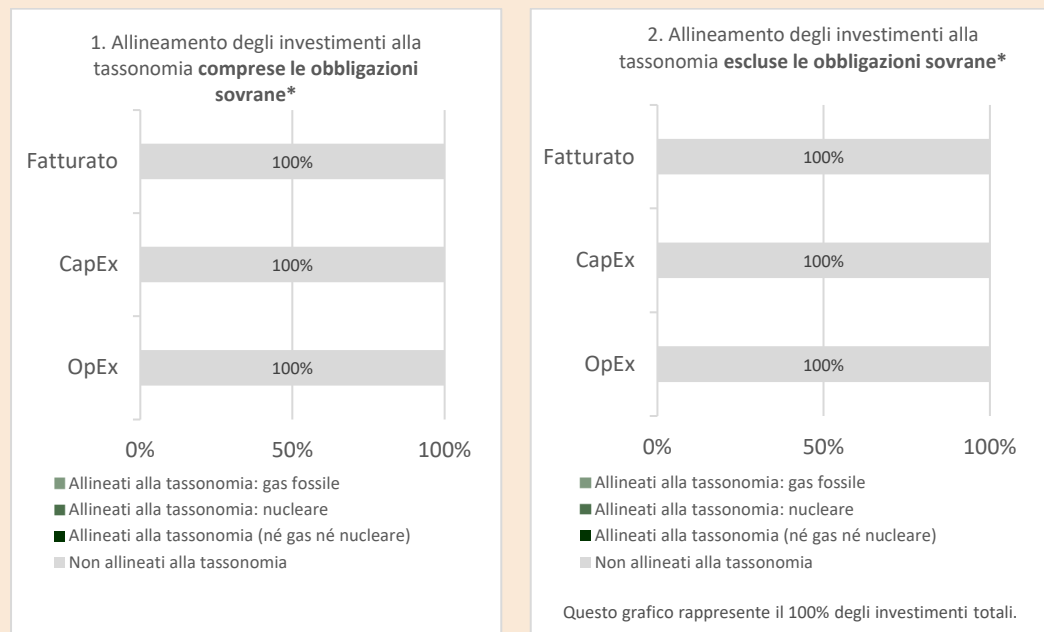 1. Allineamento degli investimenti alla
tassonomia comprese le obbligazioni
sovrane*
Fatturato
100%
CapEx
100%
OpEx
100%
0%
50%
100%
Allineati alla tassonomia: gas fossile
Allineati alla tassonomia: nucleare
Allineati alla tassonomia (né gas né nucleare)
Non allineati alla tassonomia
2. Allineamento degli investimenti alla
tassonomia escluse le obbligazioni sovrane*
Fatturato
100%
CapEx
100%
OpEx
100%
0%
50%
100%
Allineati alla tassonomia: gas fossile
Allineati alla tassonomia: nucleare
Allineati alla tassonomia (né gas né nucleare)
Non allineati alla tassonomia
Questo grafico rappresente il 100% degli investimenti totali.